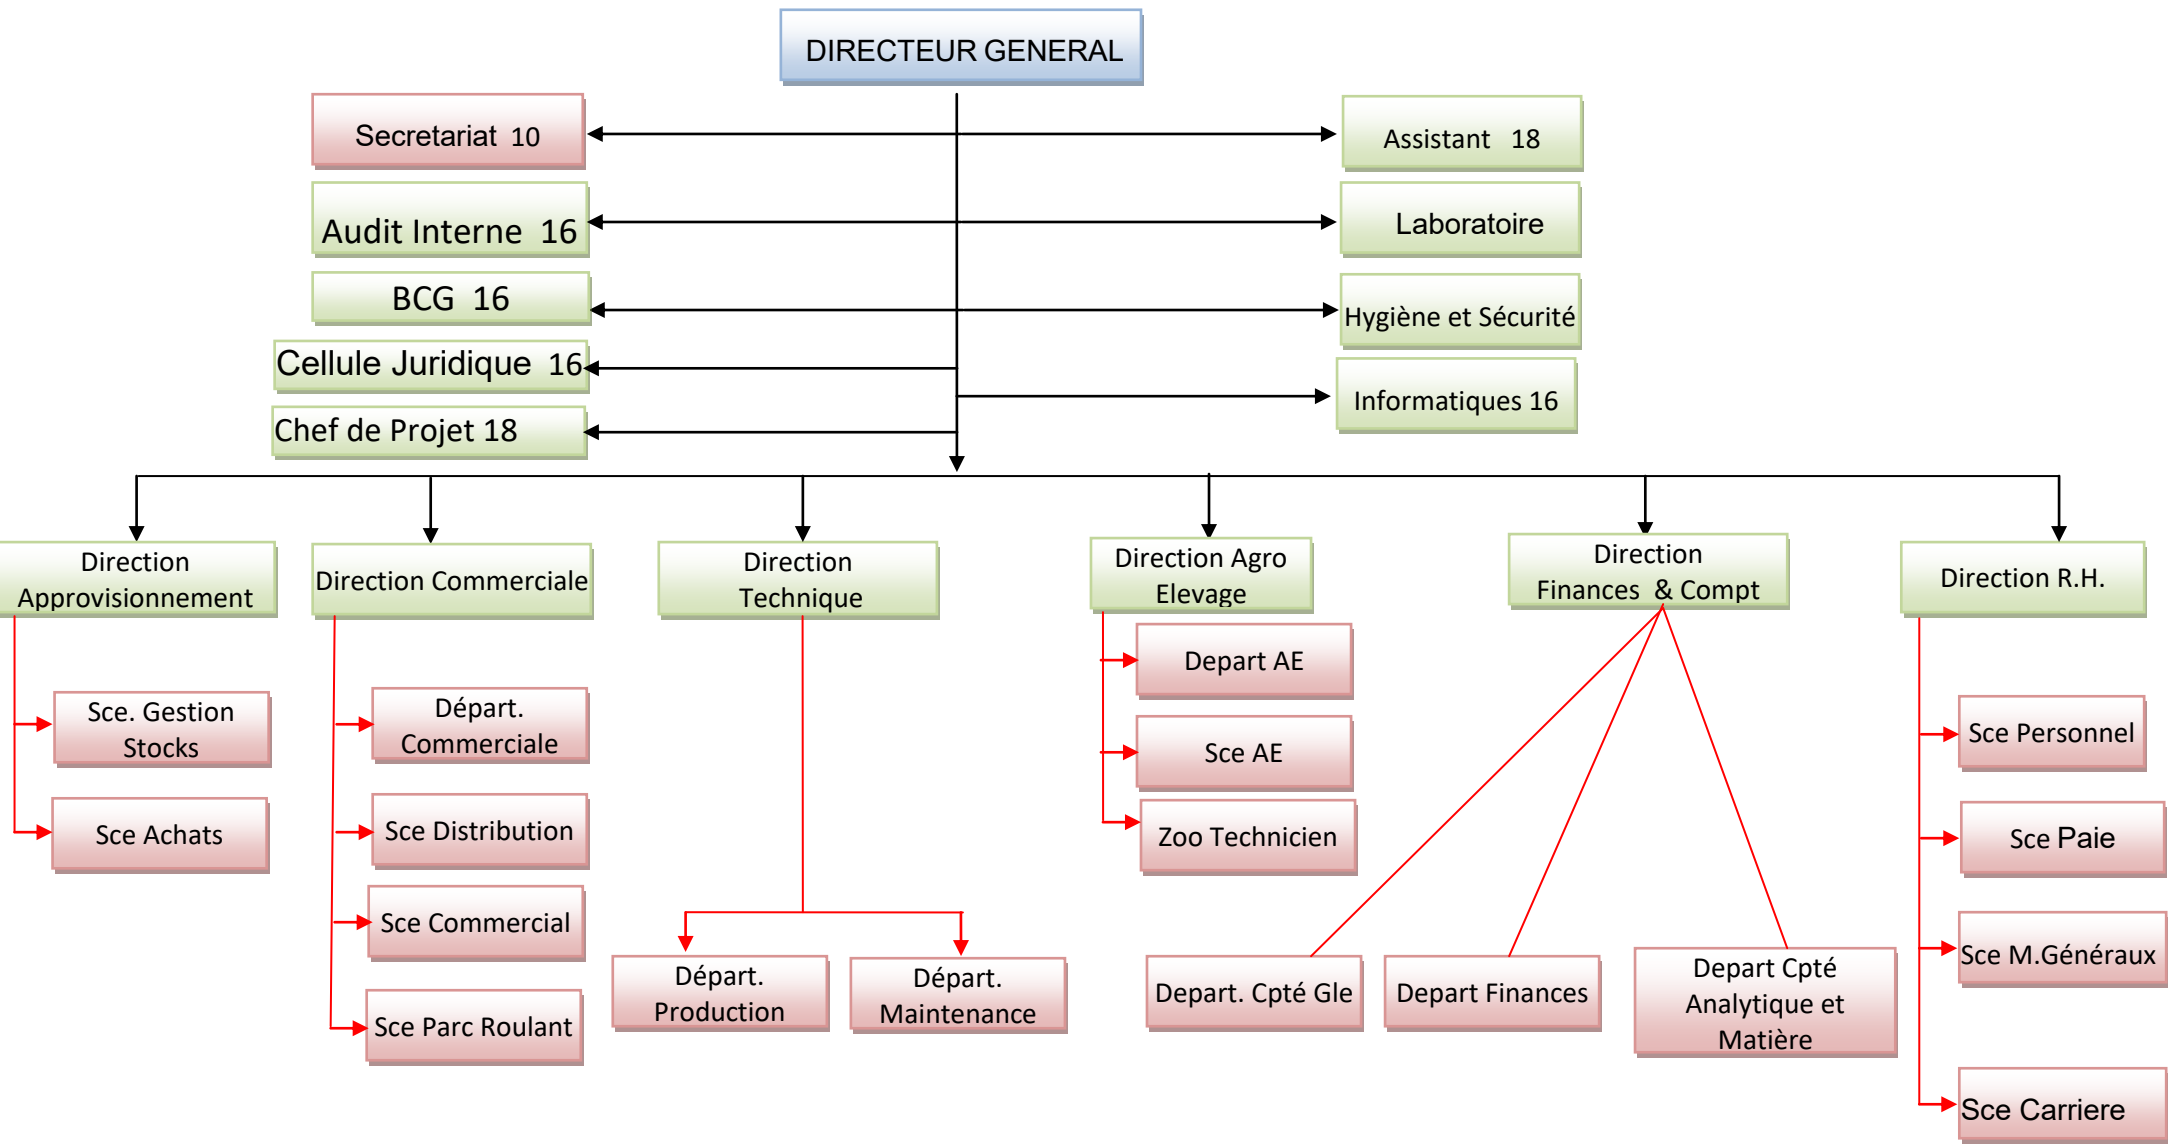 DIRECTEUR GENERAL
Secretariat 10
Assistant 18
Audit Interne 16
Laboratoire
BCG 16
Hygiène et Sécurité
Cellule Juridique 16
Informatiques 16
Chef de Projet 18
Direction
Approvisionnement
Direction Commerciale
Direction
Technique
Direction Agro
Elevage
Direction
Finances & Compt
Direction R.H.
Sce. Gestion
Stocks
Sce Achats
Départ.
Commerciale
Sce Distribution
Sce Commercial
Sce Parc Roulant
Départ.
Production
Départ.
Maintenance
Depart AE
Sce AE
Zoo Technicien
Depart. Cpté Gle
Depart Finances
Depart Cpté
Analytique et
Matière
Sce Personnel
Sce Paie
Sce M.Généraux
Sce Carriere